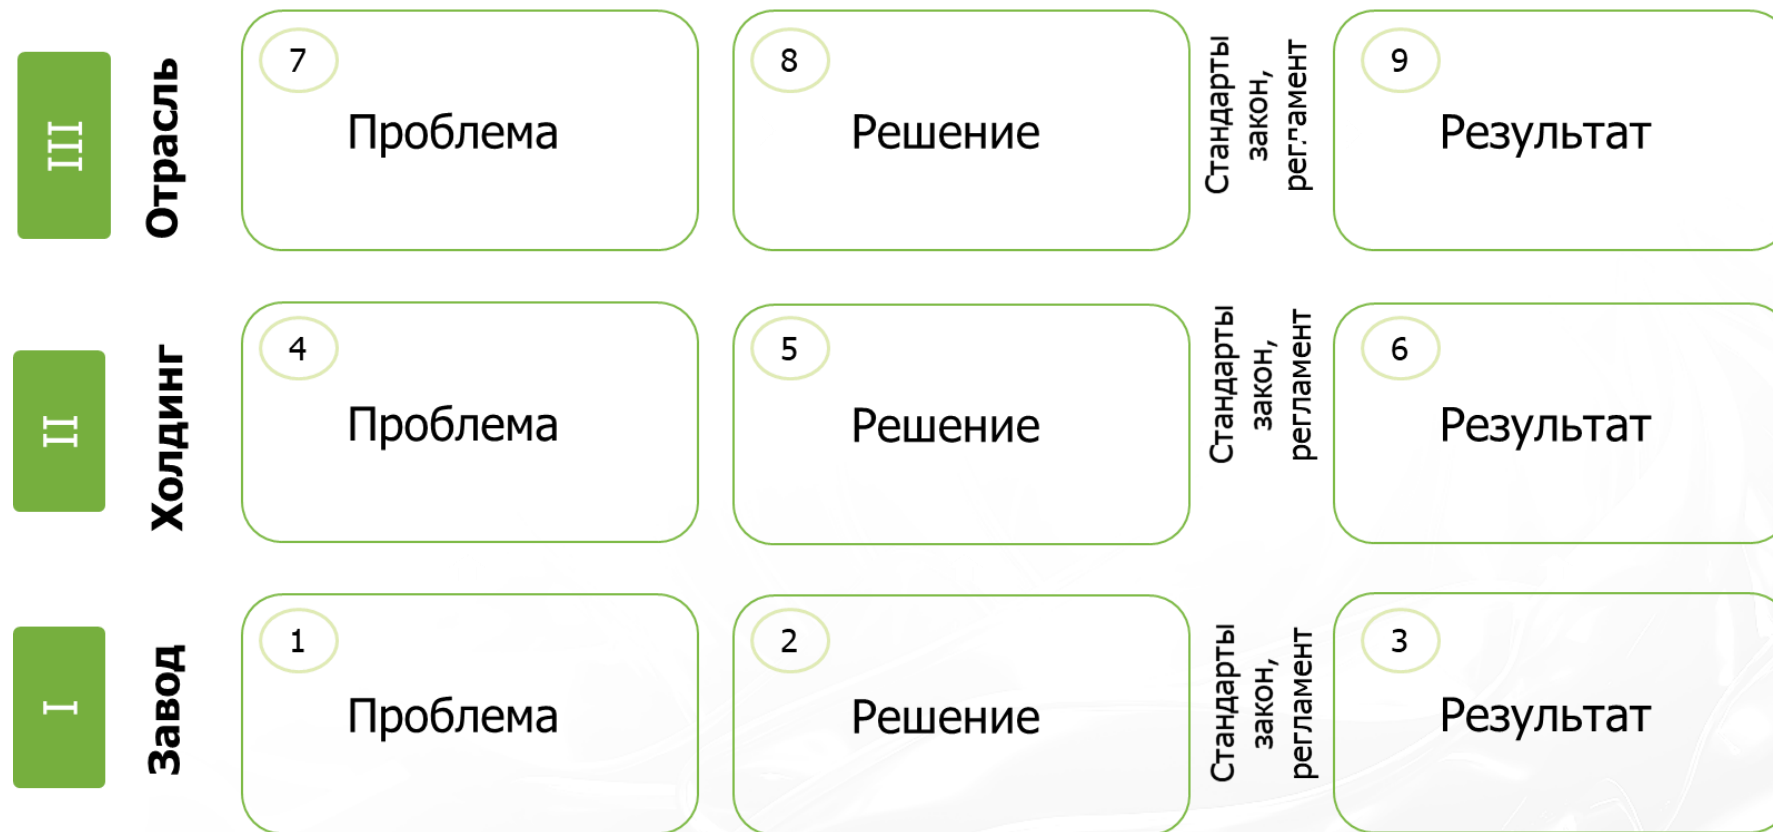 III
Отрасль
7
Проблема
8
Решение
Стандарты
закон,
регламент
9
Результат
II
Холдинг
4
Проблема
5
Решение
Стандарты
закон,
регламент
6
Результат
I
Завод
1
Проблема
2
Решение
Стандарты
закон,
регламент
3
Результат